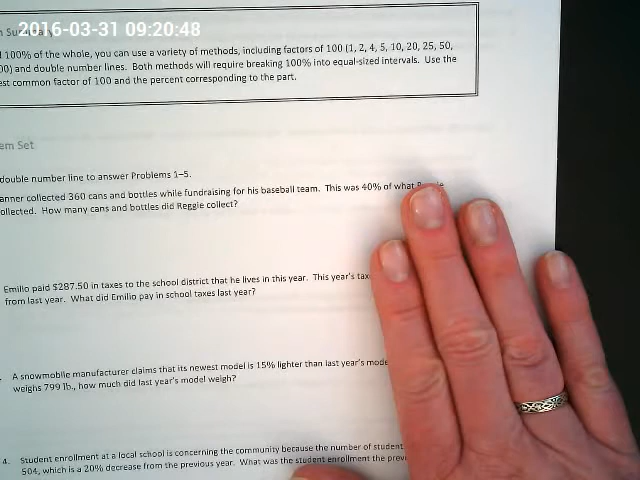 n Summary
2016-03-31 09:20:48
100% of the whole, you can use a variety of methods, including factors of 100 (1, 2, 4, 5, 10, 20, 25, 50,
00) and double number lines. Both methods will require breaking 100% into equal-sized intervals. Use the
est common factor of 100 and the percent corresponding to the part.
em Set
double number line to answer Problems 1–5.
anner collected 360 cans and bottles while fundraising for his baseball team. This was 40% of what
ollected. How many cans and bottles did Reggie collect?
Emilio paid $287.50 in taxes to the school district that he lives in this year. This year's tax
from last year. What did Emilio pay in school taxes last year?
A snowmobile manufacturer claims that its newest model is 15% lighter than last year's mode
weighs 799 lb., how much did last year's model weigh?
4. Student enrollment at a local school is concerning the community because the number of student
504, which is a 20% decrease from the previous year. What was the student enrollment the previ